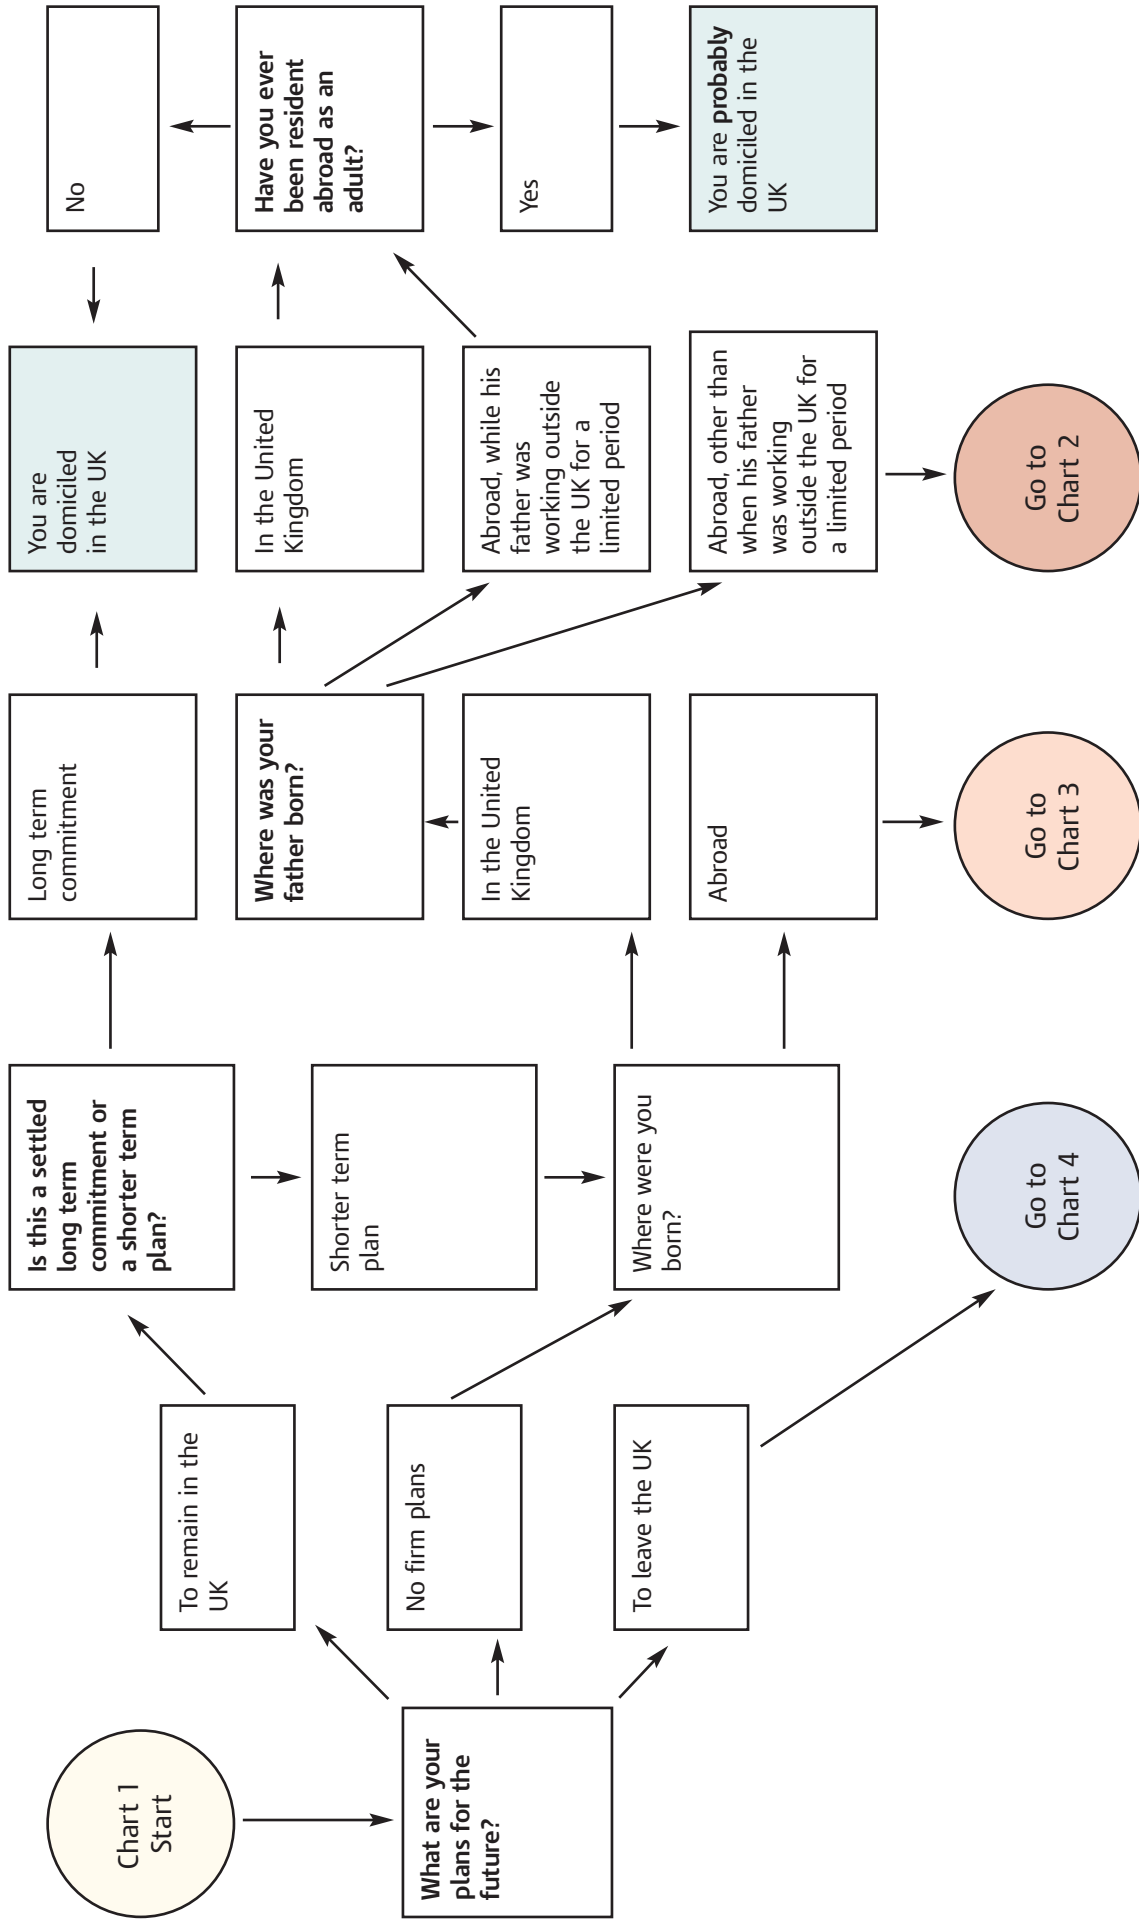 Chart 1
Start
What are your
plans for the
future?
To remain in the
UK
No firm plans
To leave the UK
Is this a settled
long term
commitment or
a shorter term
plan?
Shorter term
plan
Where were you
born?
Go to
Chart 4
Long term
commitment
Where was your
father born?
In the United
Kingdom
Abroad
Go to
Chart 3
You are
domiciled
in the UK
In the United
Kingdom
Abroad, while his
father was
working outside
the UK for a
limited period
Abroad, other than
when his father
was working
outside the UK for
a limited period
Go to
Chart 2
No
Have you ever
been resident
abroad as an
adult?
Yes
You are probably
domiciled in the
UK